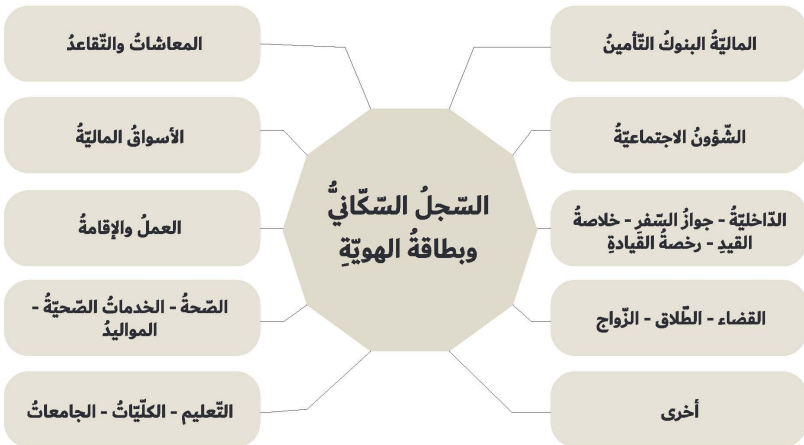 الماليّةُ البنوكُ التّأمينُ
الشّؤونُ الاجتماعيّةُ
الدّاخليّةُ - جوازُ السّفرِ - خلاصةُ
القيدِ - رخصةُ القيادةِ
القضاء - الطّلاق - الزّواج
أخرى
السّجلُ السّكّانيُّ
وبطاقةُ الهويّةِ
المعاشاتُ والتّقاعدُ
الأسواقُ الماليّةُ
العملُ والإقامةُ
الصّحةُ - الخدماتُ الصّحيّةُ -
المواليدُ
التّعليم - الكلّيّاتُ - الجامعاتُ